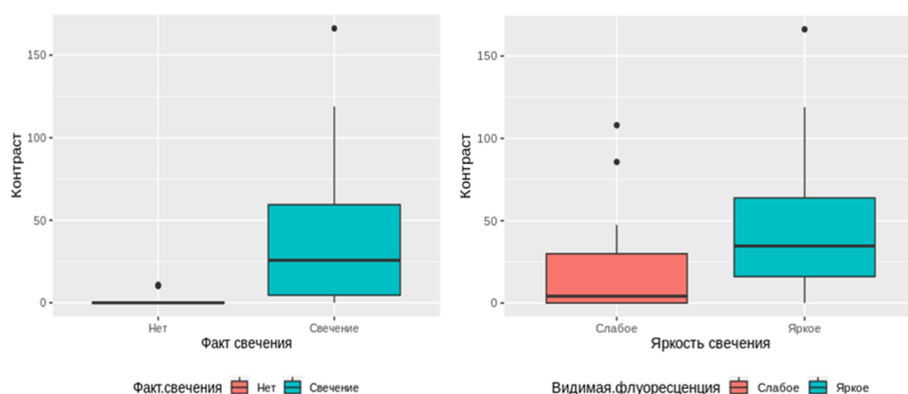 150
100
50
0
Контраст
Нет
Свечение
Факт свечения
Факт.свечения
Нет
Свечение
150
100
50
0
Контраст
Слабое
Яркое
Яркость свечения
Видимая.флуоресценция
Слабое
Яркое